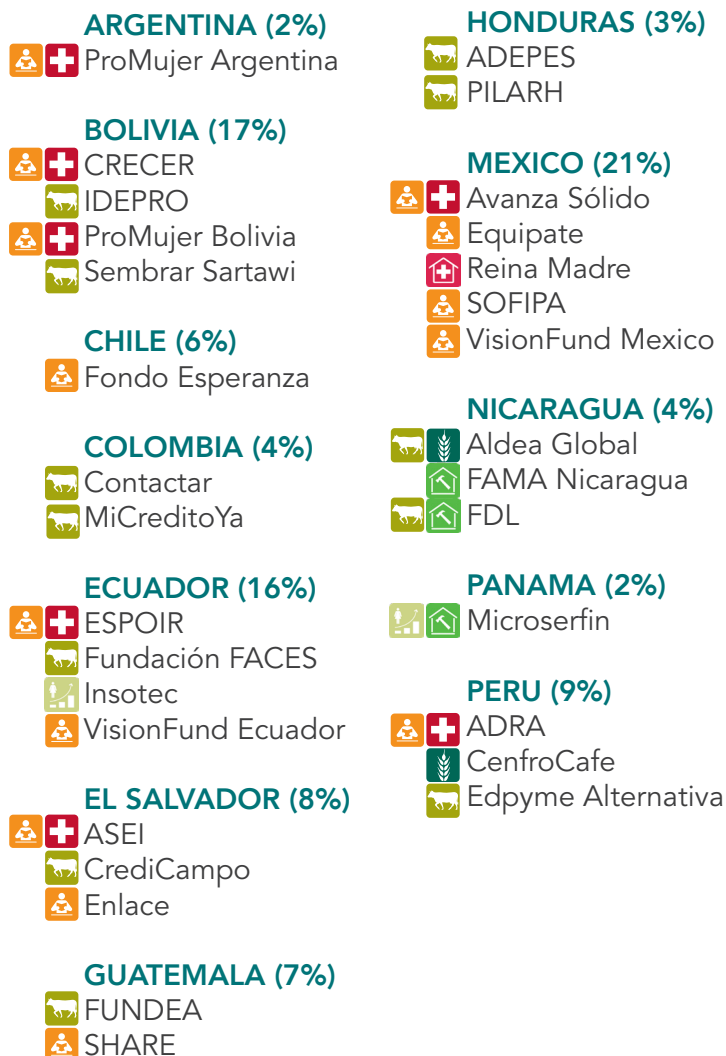 ARGENTINA (2%)
ProMujer Argentina
BOLIVIA (17%)
CRECER
IDEPRO
ProMujer Bolivia
Sembrar Sartawi
CHILE (6%)
Fondo Esperanza
COLOMBIA (4%)
Contactar
MiCreditoYa
ECUADOR (16%)
ESPOIR
Fundación FACES
Insotec
VisionFund Ecuador
EL SALVADOR (8%)
ASEI
CrediCampo
Enlace
GUATEMALA (7%)
FUNDEA
SHARE
HONDURAS (3%)
ADEPES
PILARH
MEXICO (21%)
Avanza Sólido
Equipate
Reina Madre
SOFIPA
VisionFund Mexico
NICARAGUA (4%)
Aldea Global
FAMA Nicaragua
FDL
PANAMA (2%)
Microserfin
PERU (9%)
ADRA
CenfroCafe
Edpyme Alternativa